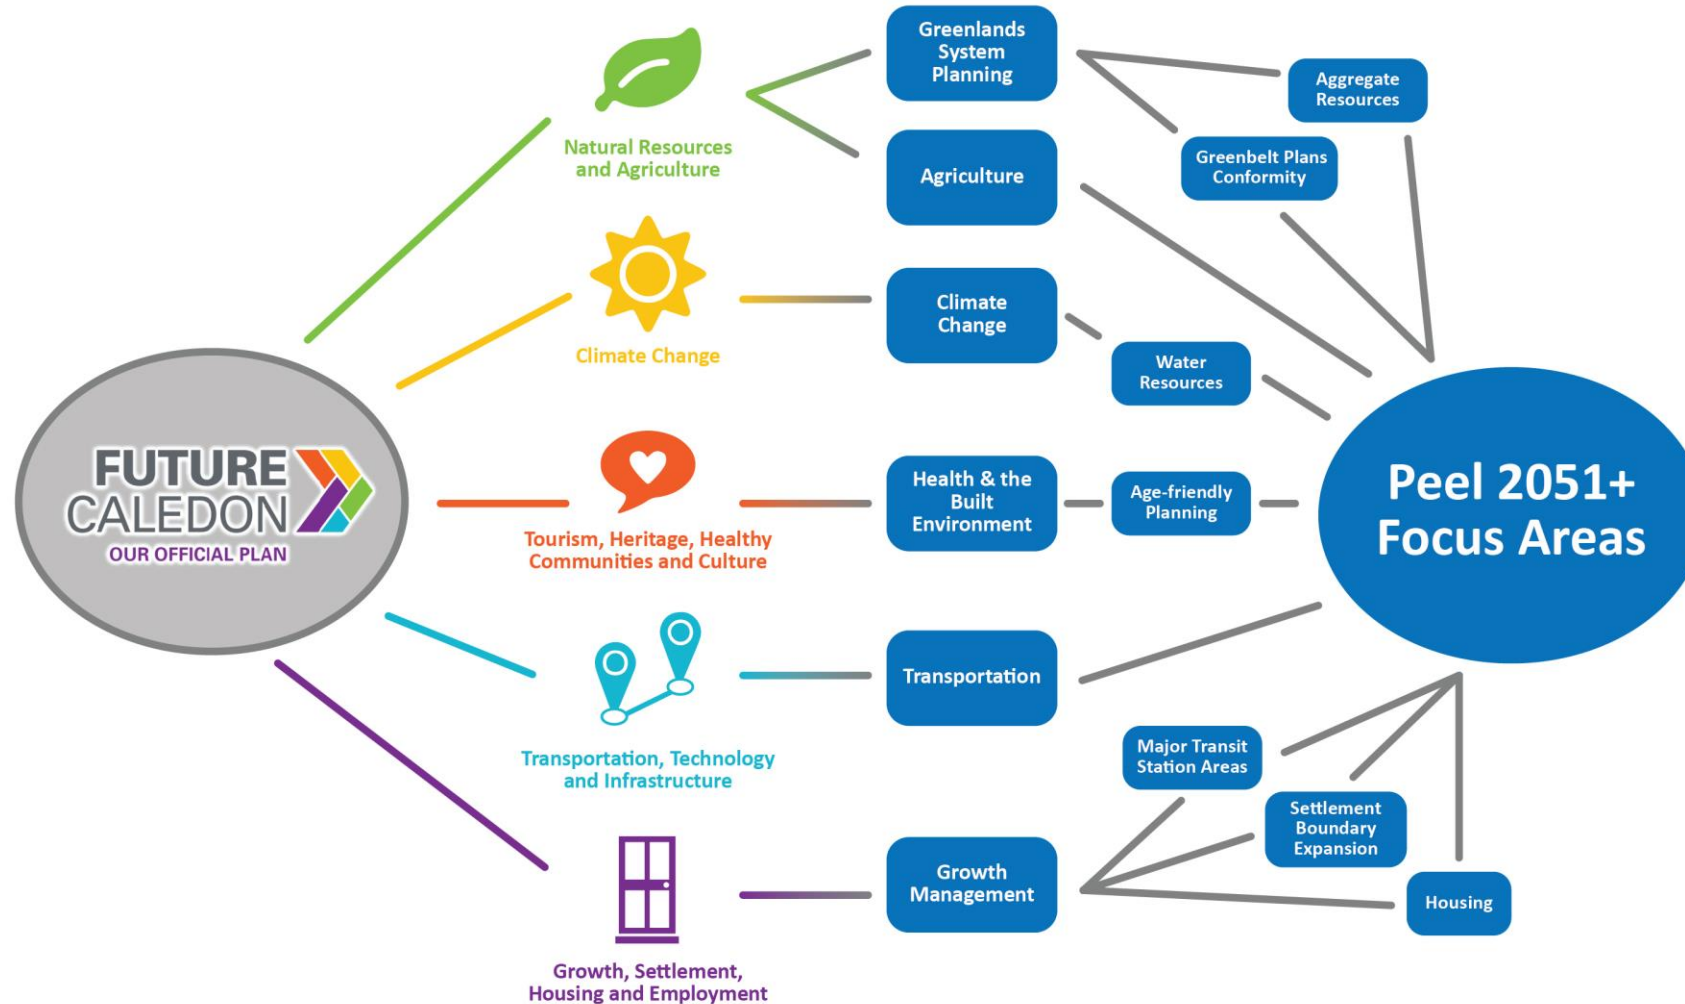 FUTURE
CALEDON
OUR OFFICIAL PLAN
Natural Resources
and Agriculture
Climate Change
Tourism, Heritage, Healthy
Communities and Culture
Transportation, Technology
and Infrastructure
Growth, Settlement,
Housing and Employment
Greenlands
System
Planning
Agriculture
Climate
Change
Health & the
Built
Environment
Transportation
Growth
Management
Aggregate
Resources
Greenbelt Plans
Conformity
Water
Resources
Age-friendly
Planning
Major Transit
Station Areas
Settlement
Boundary
Expansion
Housing
Peel 2051+
Focus Areas